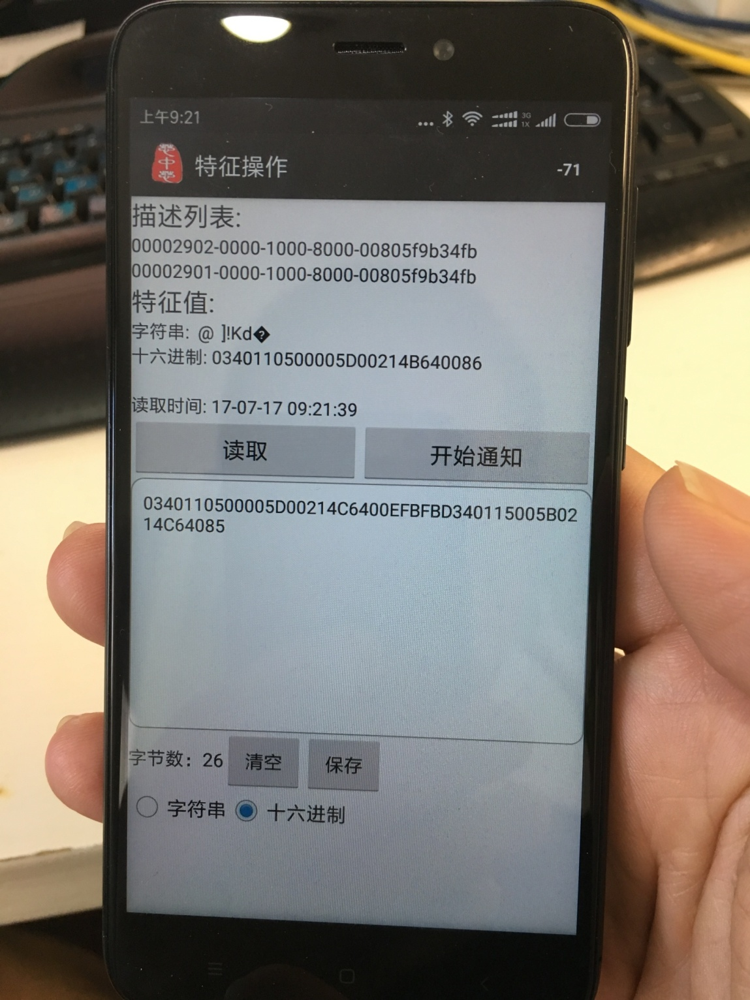 上午9:21
... 3G 1X
中
特征操作
-71
描述列表:
00002902-0000-1000-8000-00805f9b34fb
00002901-0000-1000-8000-00805f9b34fb
特征值:
字符串: @ ]!Kd�
十六进制: 0340110500005D00214B640086
读取时间: 17-07-17 09:21:39
读取 开始通知
0340110500005D00214C6400EFBFBD340115005B02
14C64085
字节数：26 清空 保存
字符串 十六进制